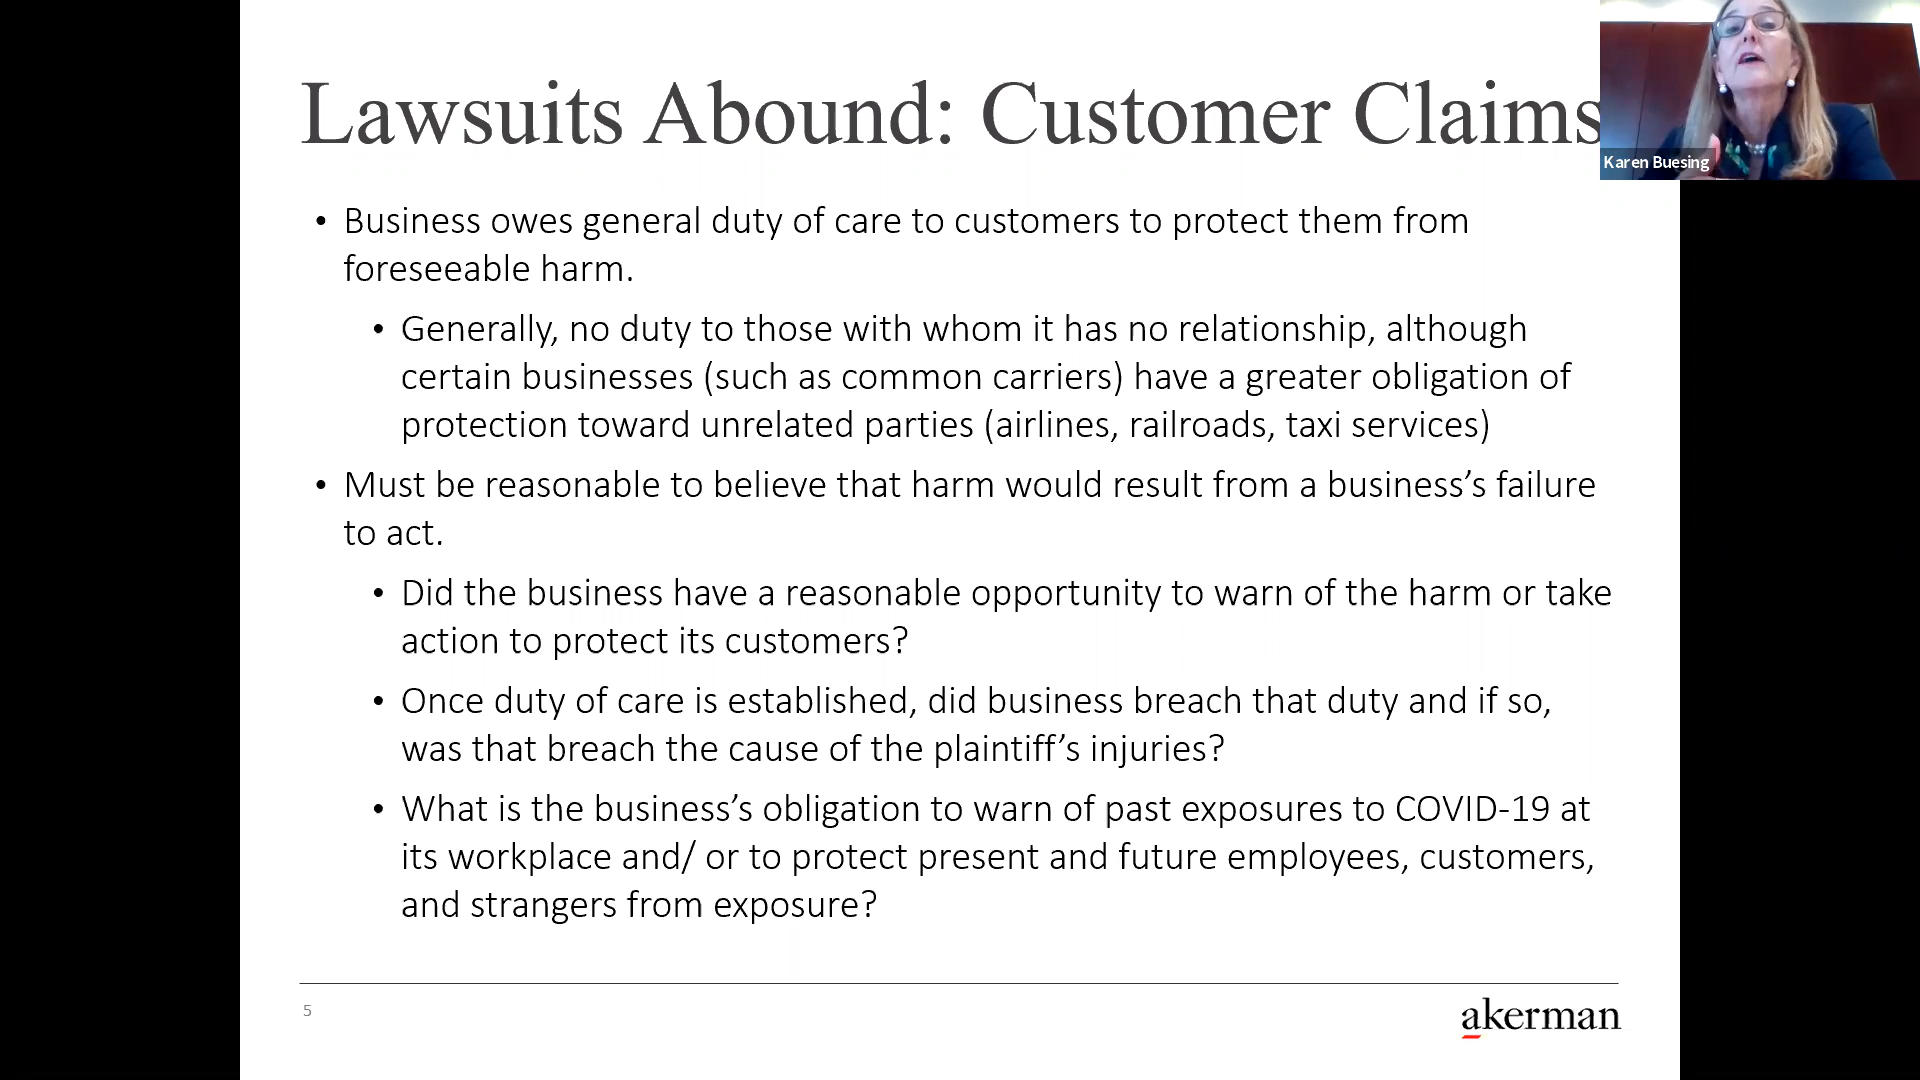 Lawsuits Abound: Customer Claims
Karen Buesing
• Business owes general duty of care to customers to protect them from
foreseeable harm.
• Generally, no duty to those with whom it has no relationship, although
certain businesses (such as common carriers) have a greater obligation of
protection toward unrelated parties (airlines, railroads, taxi services)
• Must be reasonable to believe that harm would result from a business’s failure
to act.
• Did the business have a reasonable opportunity to warn of the harm or take
action to protect its customers?
• Once duty of care is established, did business breach that duty and if so,
was that breach the cause of the plaintiff’s injuries?
• What is the business’s obligation to warn of past exposures to COVID-19 at
its workplace and/ or to protect present and future employees, customers,
and strangers from exposure?
5
akerman